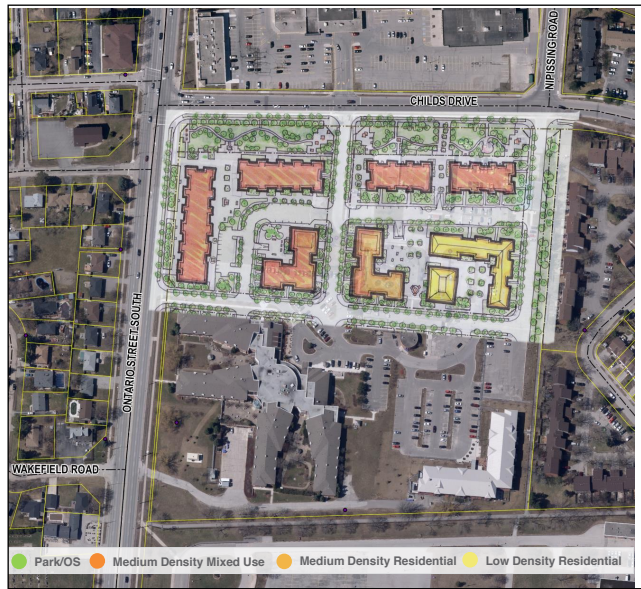 NIPISSING ROAD
CHILDS DRIVE
ONTARIO STREET SOUTH
WAKEFIELD ROAD
Park/OS
Medium Density Mixed Use
Medium Density Residential
Low Density Residential